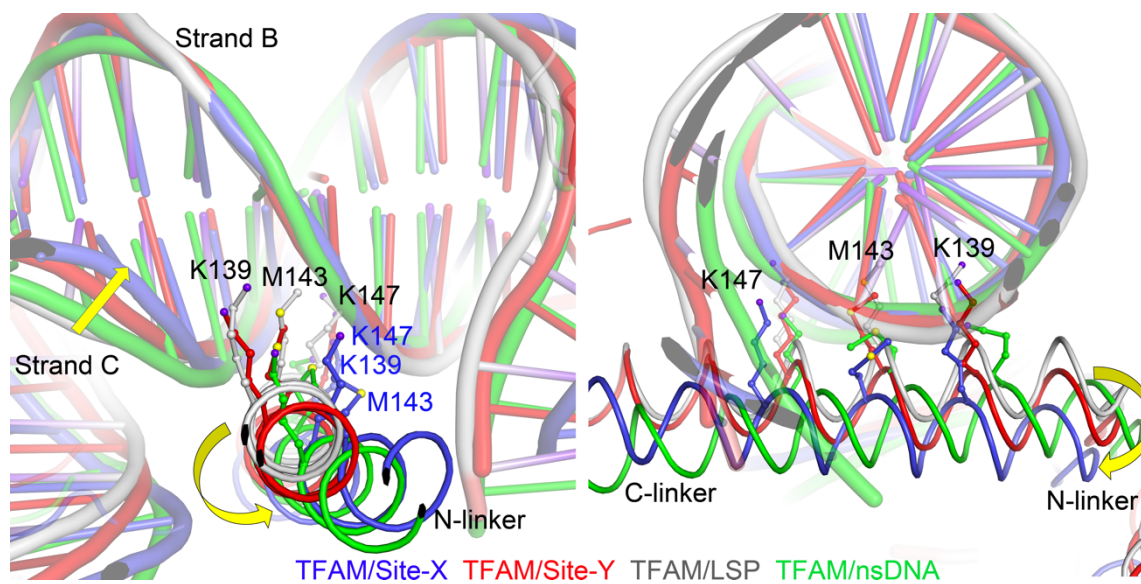 Strand B
K139
M143
K147
K147
K139
M143
Strand C
N-linker
M143
K139
K147
C-linker
N-linker
TFAM/Site-X TFAM/Site-Y TFAM/LSP TFAM/nsDNA